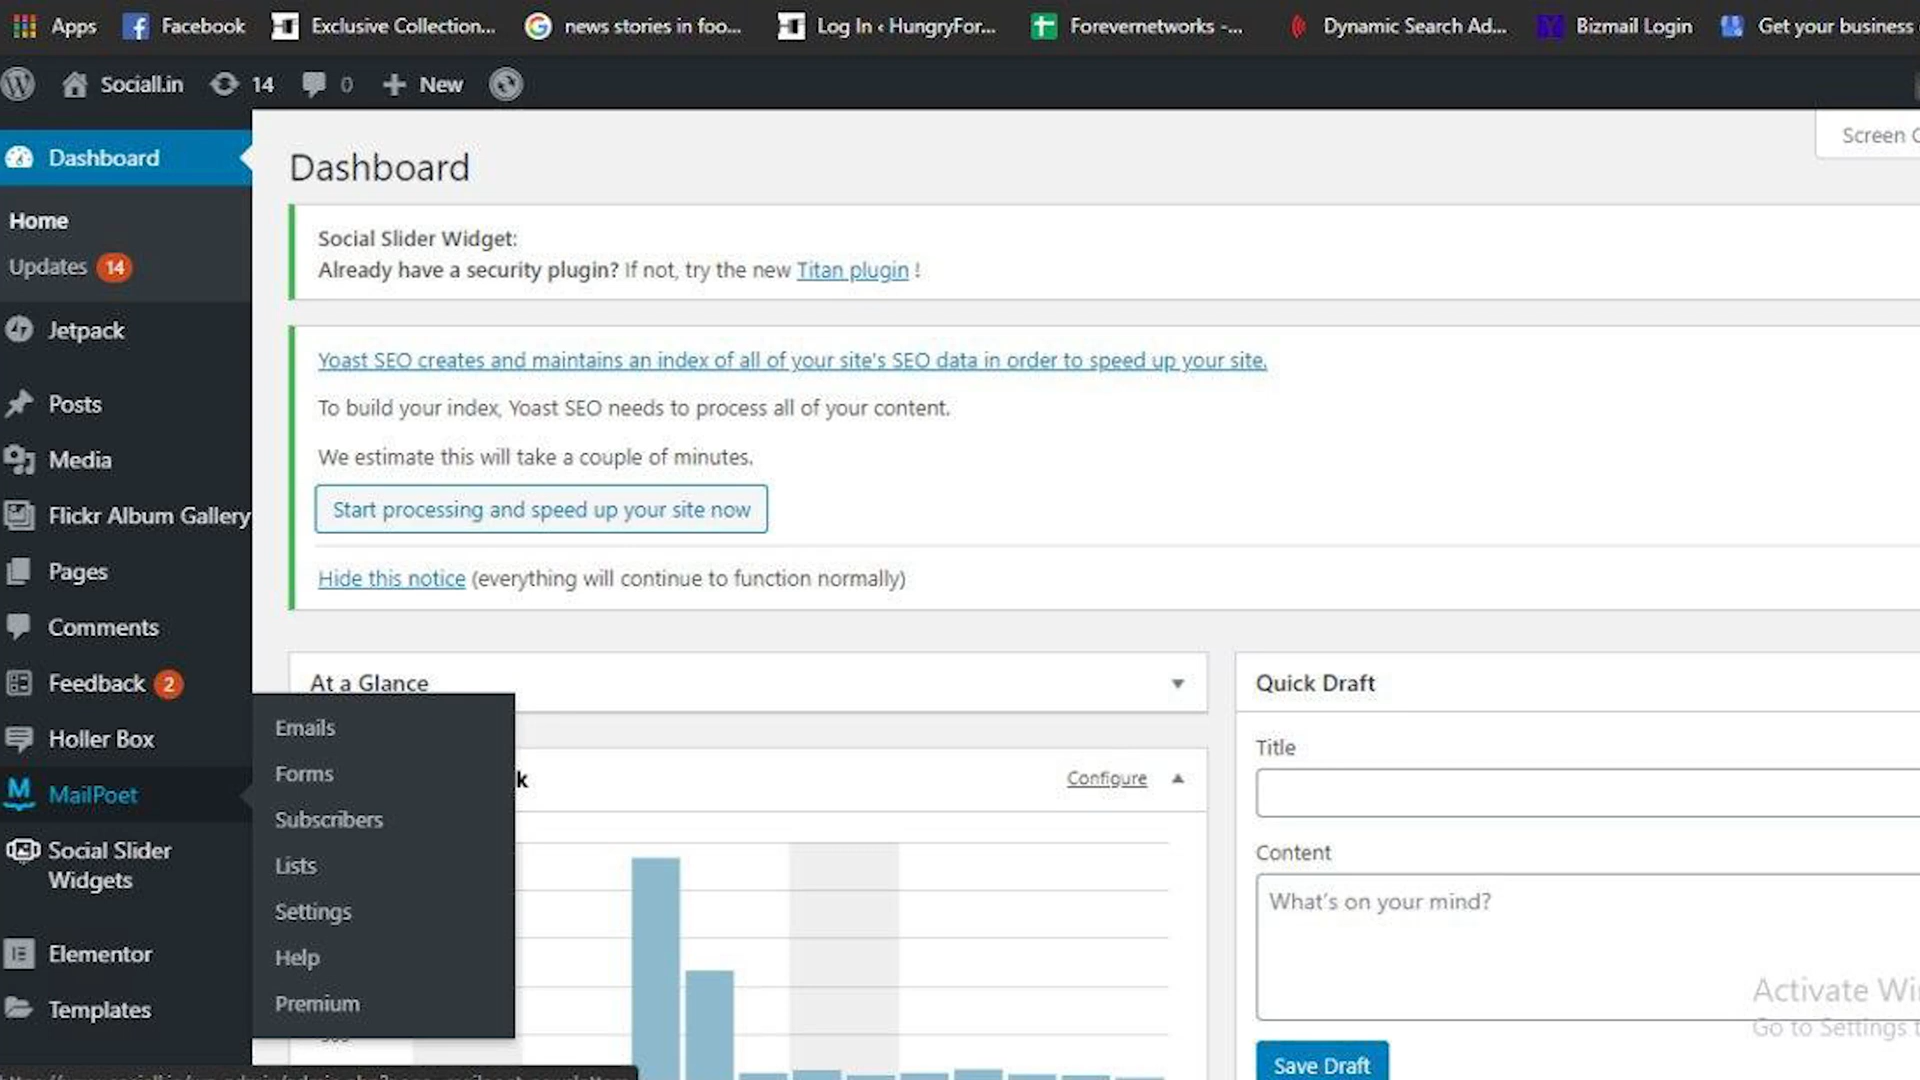 Apps Facebook Exclusive Collection... news stories in foo... Log In ‹ HungryFor... Forevernetworks -... Dynamic Search Ad... Bizmail Login Get your business
Sociall.in 14 0 New
Screen
Dashboard
Home
Updates 14
Jetpack
Posts
Media
Flickr Album Gallery
Pages
Comments
Feedback 2
Holler Box
MailPoet
Social Slider
Widgets
Elementor
Templates
Emails
Forms
Subscribers
Lists
Settings
Help
Premium
Dashboard
Social Slider Widget:
Already have a security plugin? If not, try the new Titan plugin !
Yoast SEO creates and maintains an index of all of your site's SEO data in order to speed up your site.
To build your index, Yoast SEO needs to process all of your content.
We estimate this will take a couple of minutes.
Start processing and speed up your site now
Hide this notice (everything will continue to function normally)
At a Glance
k Configure
Quick Draft
Title
Content
What's on your mind?
Save Draft
Activate Wi
Go to Settings t